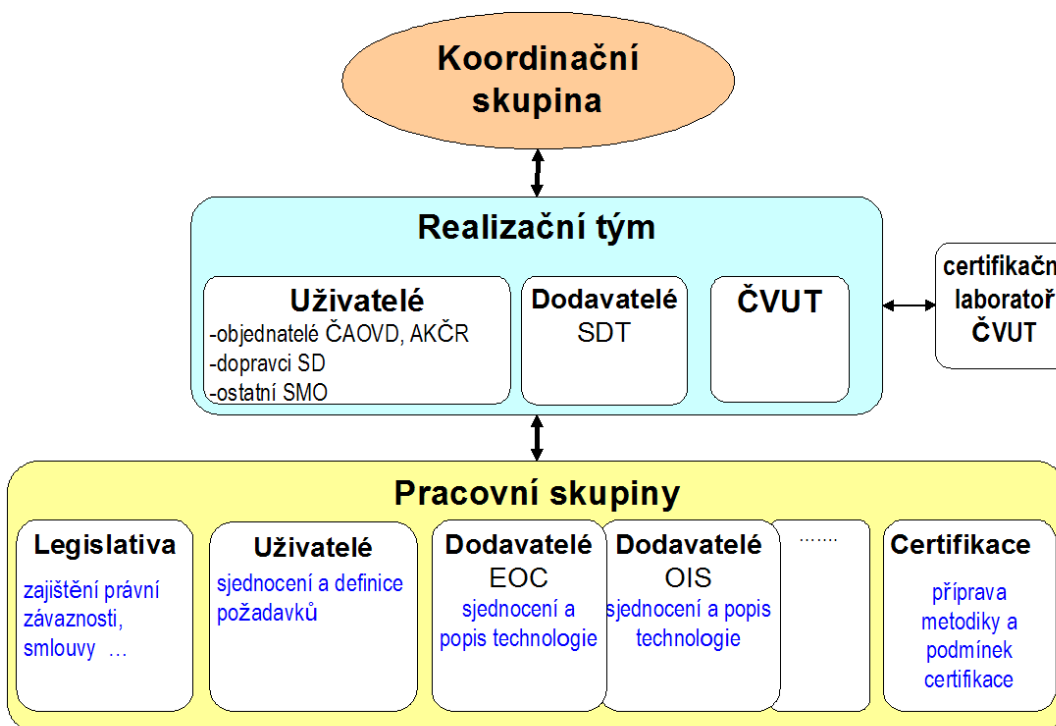 Koordinační
skupina
Realizační tým
Uživatelé
-objednatelé ČAOVD, AKČR
-dopravci SD
-ostatní SMO
Dodavatelé
SDT
ČVUT
certifikačn
laboratoř
ČVUT
Pracovní skupiny
Legislativa
zajištění právní
závaznosti,
smlouvy ...
Uživatelé
sjednocení a definice
požadavků
Dodavatelé
EOC
sjednocení a
popis technologie
Dodavatelé
OIS
sjednocení a popis
technologie
.......
Certifikace
příprava
metodiky a
podmínek
certifikace